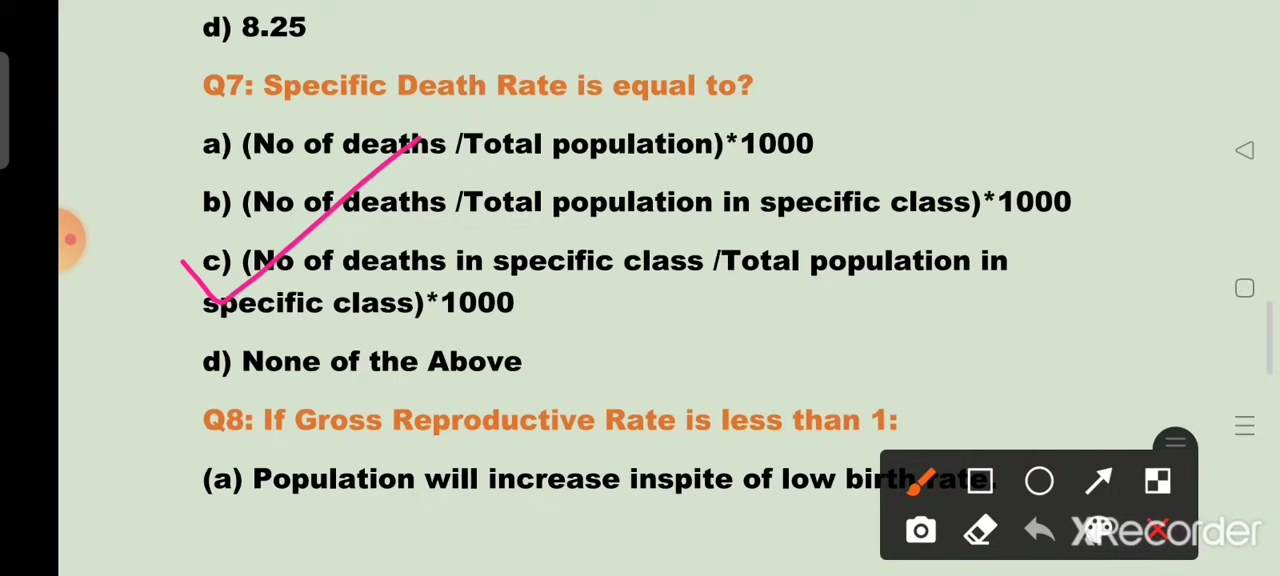 d) 8.25
Q7: Specific Death Rate is equal to?
a) (No of deaths /Total population)*1000
b) (No of deaths /Total population in specific class)*1000
c) (No of deaths in specific class /Total population in
specific class)*1000
d) None of the Above
Q8: If Gross Reproductive Rate is less than 1:
(a) Population will increase inspite of low birth rate.
XRecorder